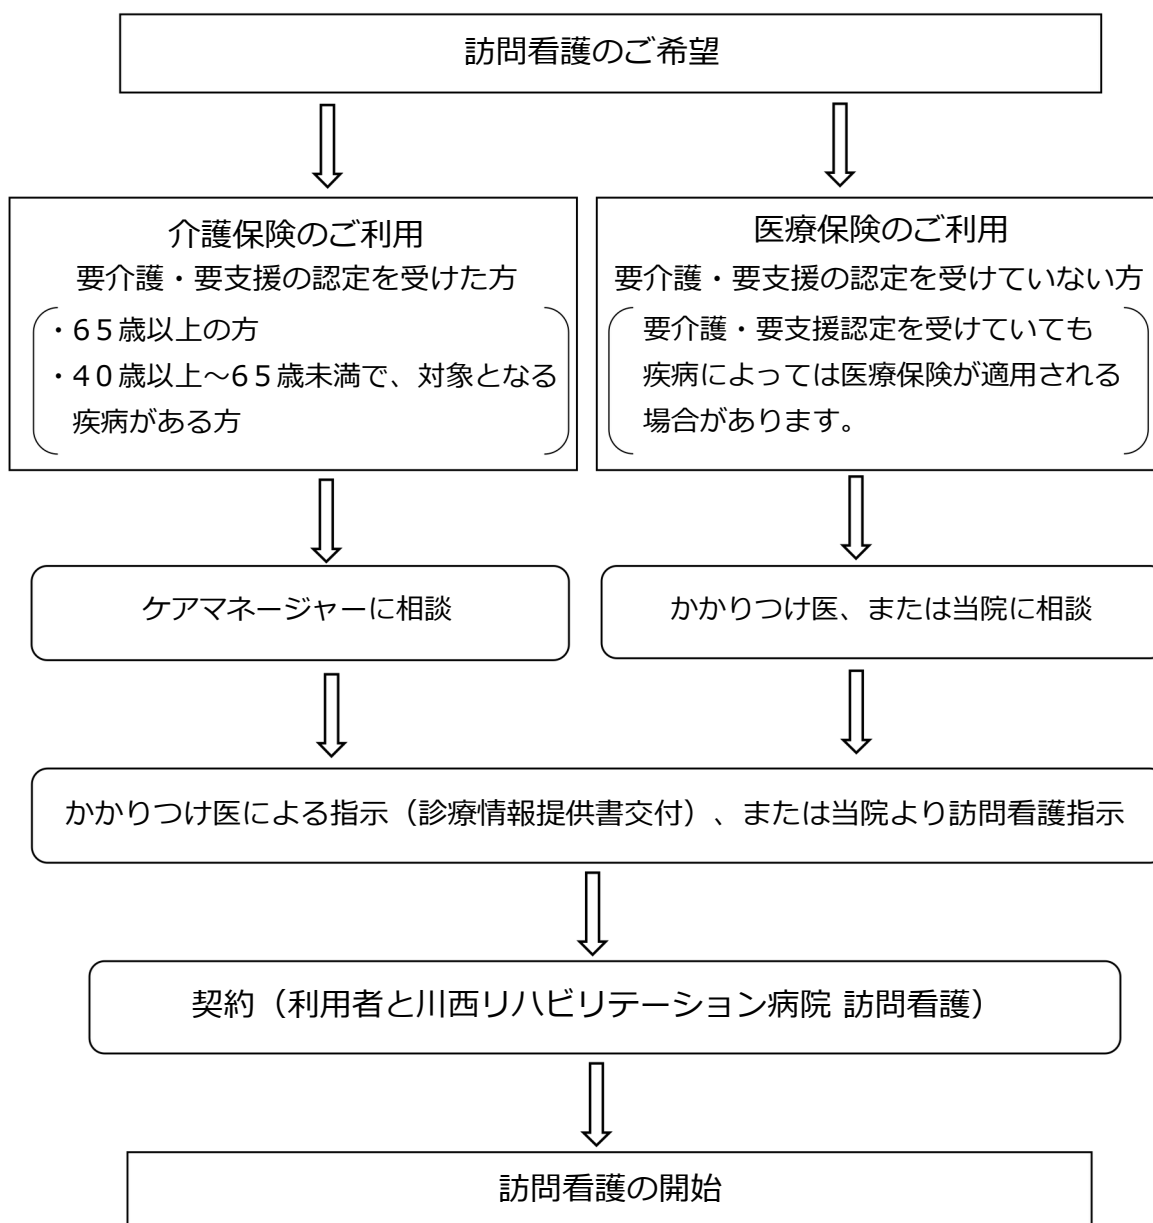 訪問看護のご希望
介護保険のご利用
要介護・要支援の認定を受けた方
・６５歳以上の方
・４０歳以上～６５歳未満で、対象となる
疾病がある方
医療保険のご利用
要介護・要支援の認定を受けていない方
要介護・要支援認定を受けていても
疾病によっては医療保険が適用される
場合があります。
ケアマネージャーに相談
かかりつけ医、または当院に相談
かかりつけ医による指示（診療情報提供書交付）、または当院より訪問看護指示
契約（利用者と川西リハビリテーション病院 訪問看護）
訪問看護の開始